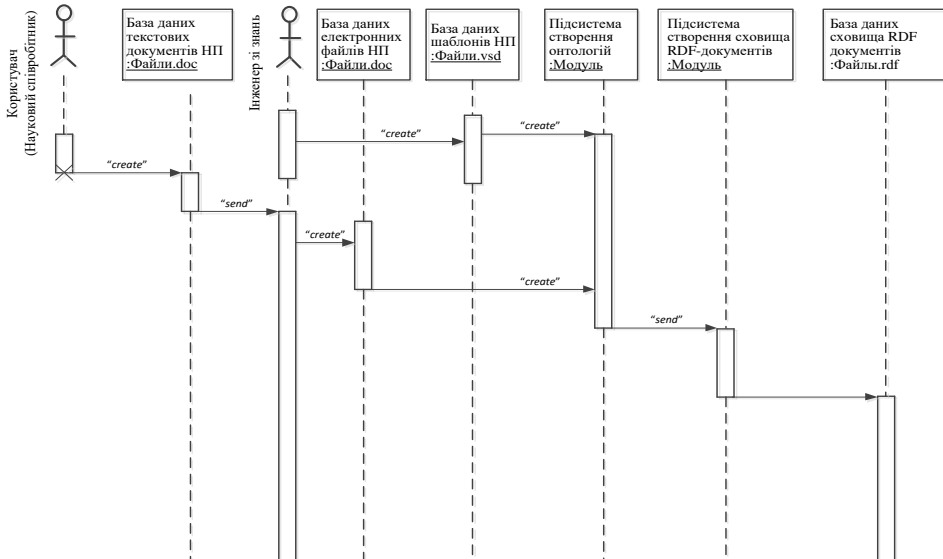 Користувач
(Науковий співробітник)
База даних
текстових
документів НП
:Файли.doc
Інженер зі знань
База даних
електронних
файлів НП
:Файли.doc
База даних
шаблонів НП
:Файли.vsd
Підсистема
створення
онтологій
:Модуль
Підсистема
створення сховища
RDF-документів
:Модуль
База даних
сховища RDF
документів
:Файлы.rdf
“create”
“create”
“create”
“send”
“create”
“create”
“send”